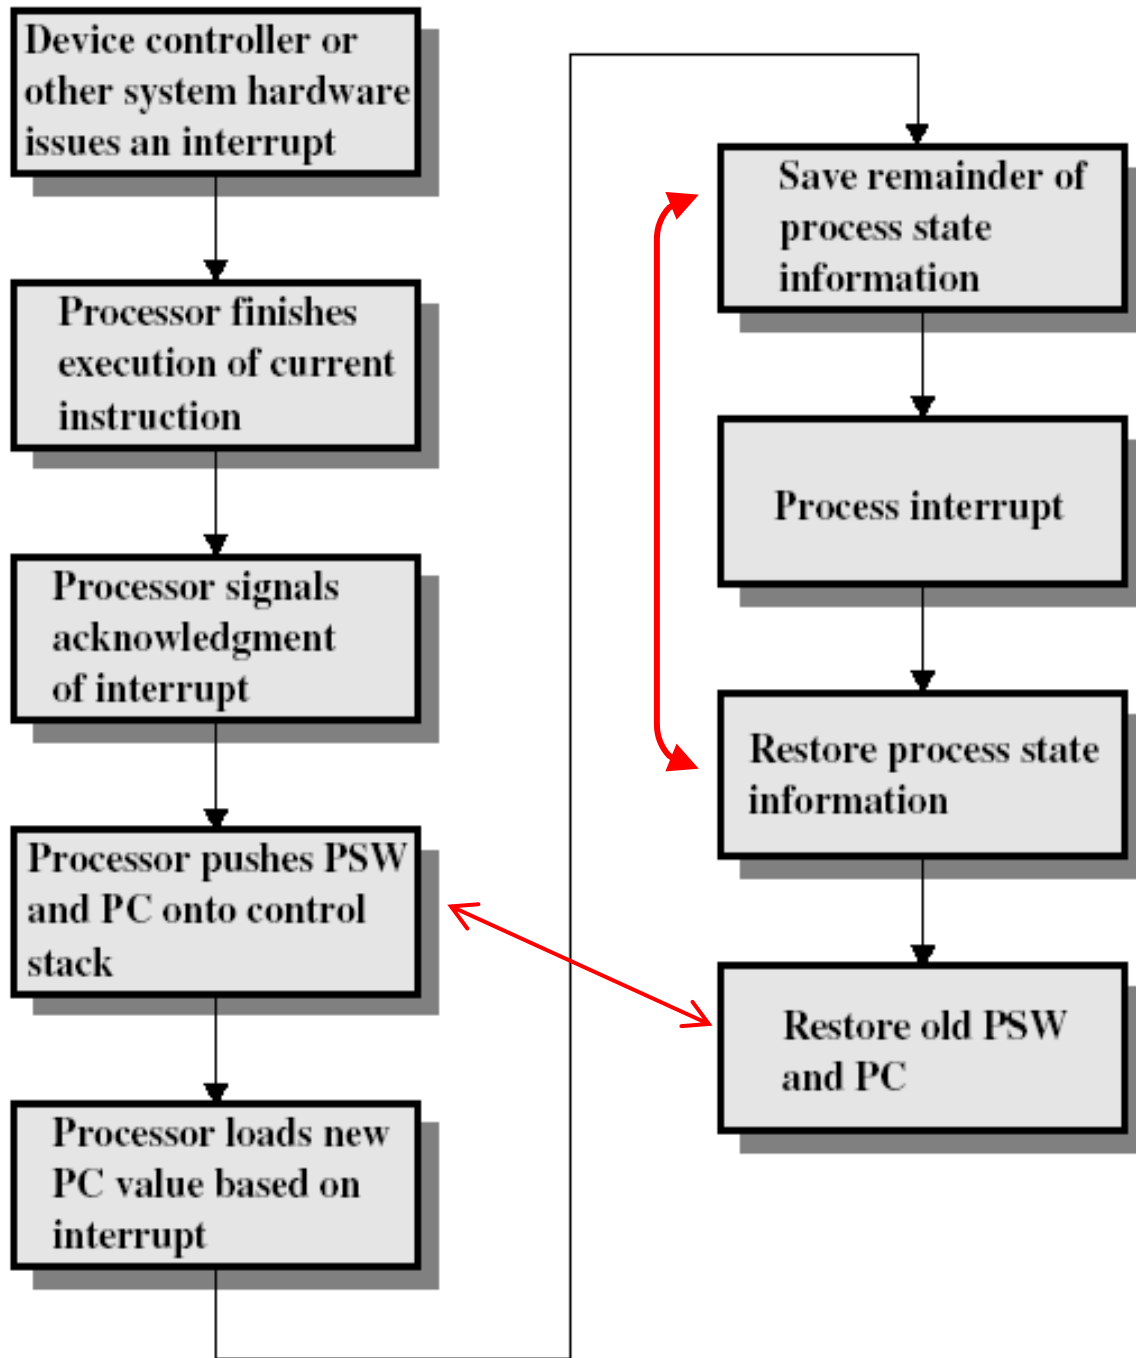 Device controller or
other system hardware
issues an interrupt
Processor finishes
execution of current
instruction
Processor signals
acknowledgment
of interrupt
Processor pushes PSW
and PC onto control
stack
Processor loads new
PC value based on
interrupt
Save remainder of
process state
information
Process interrupt
Restore process state
information
Restore old PSW
and PC